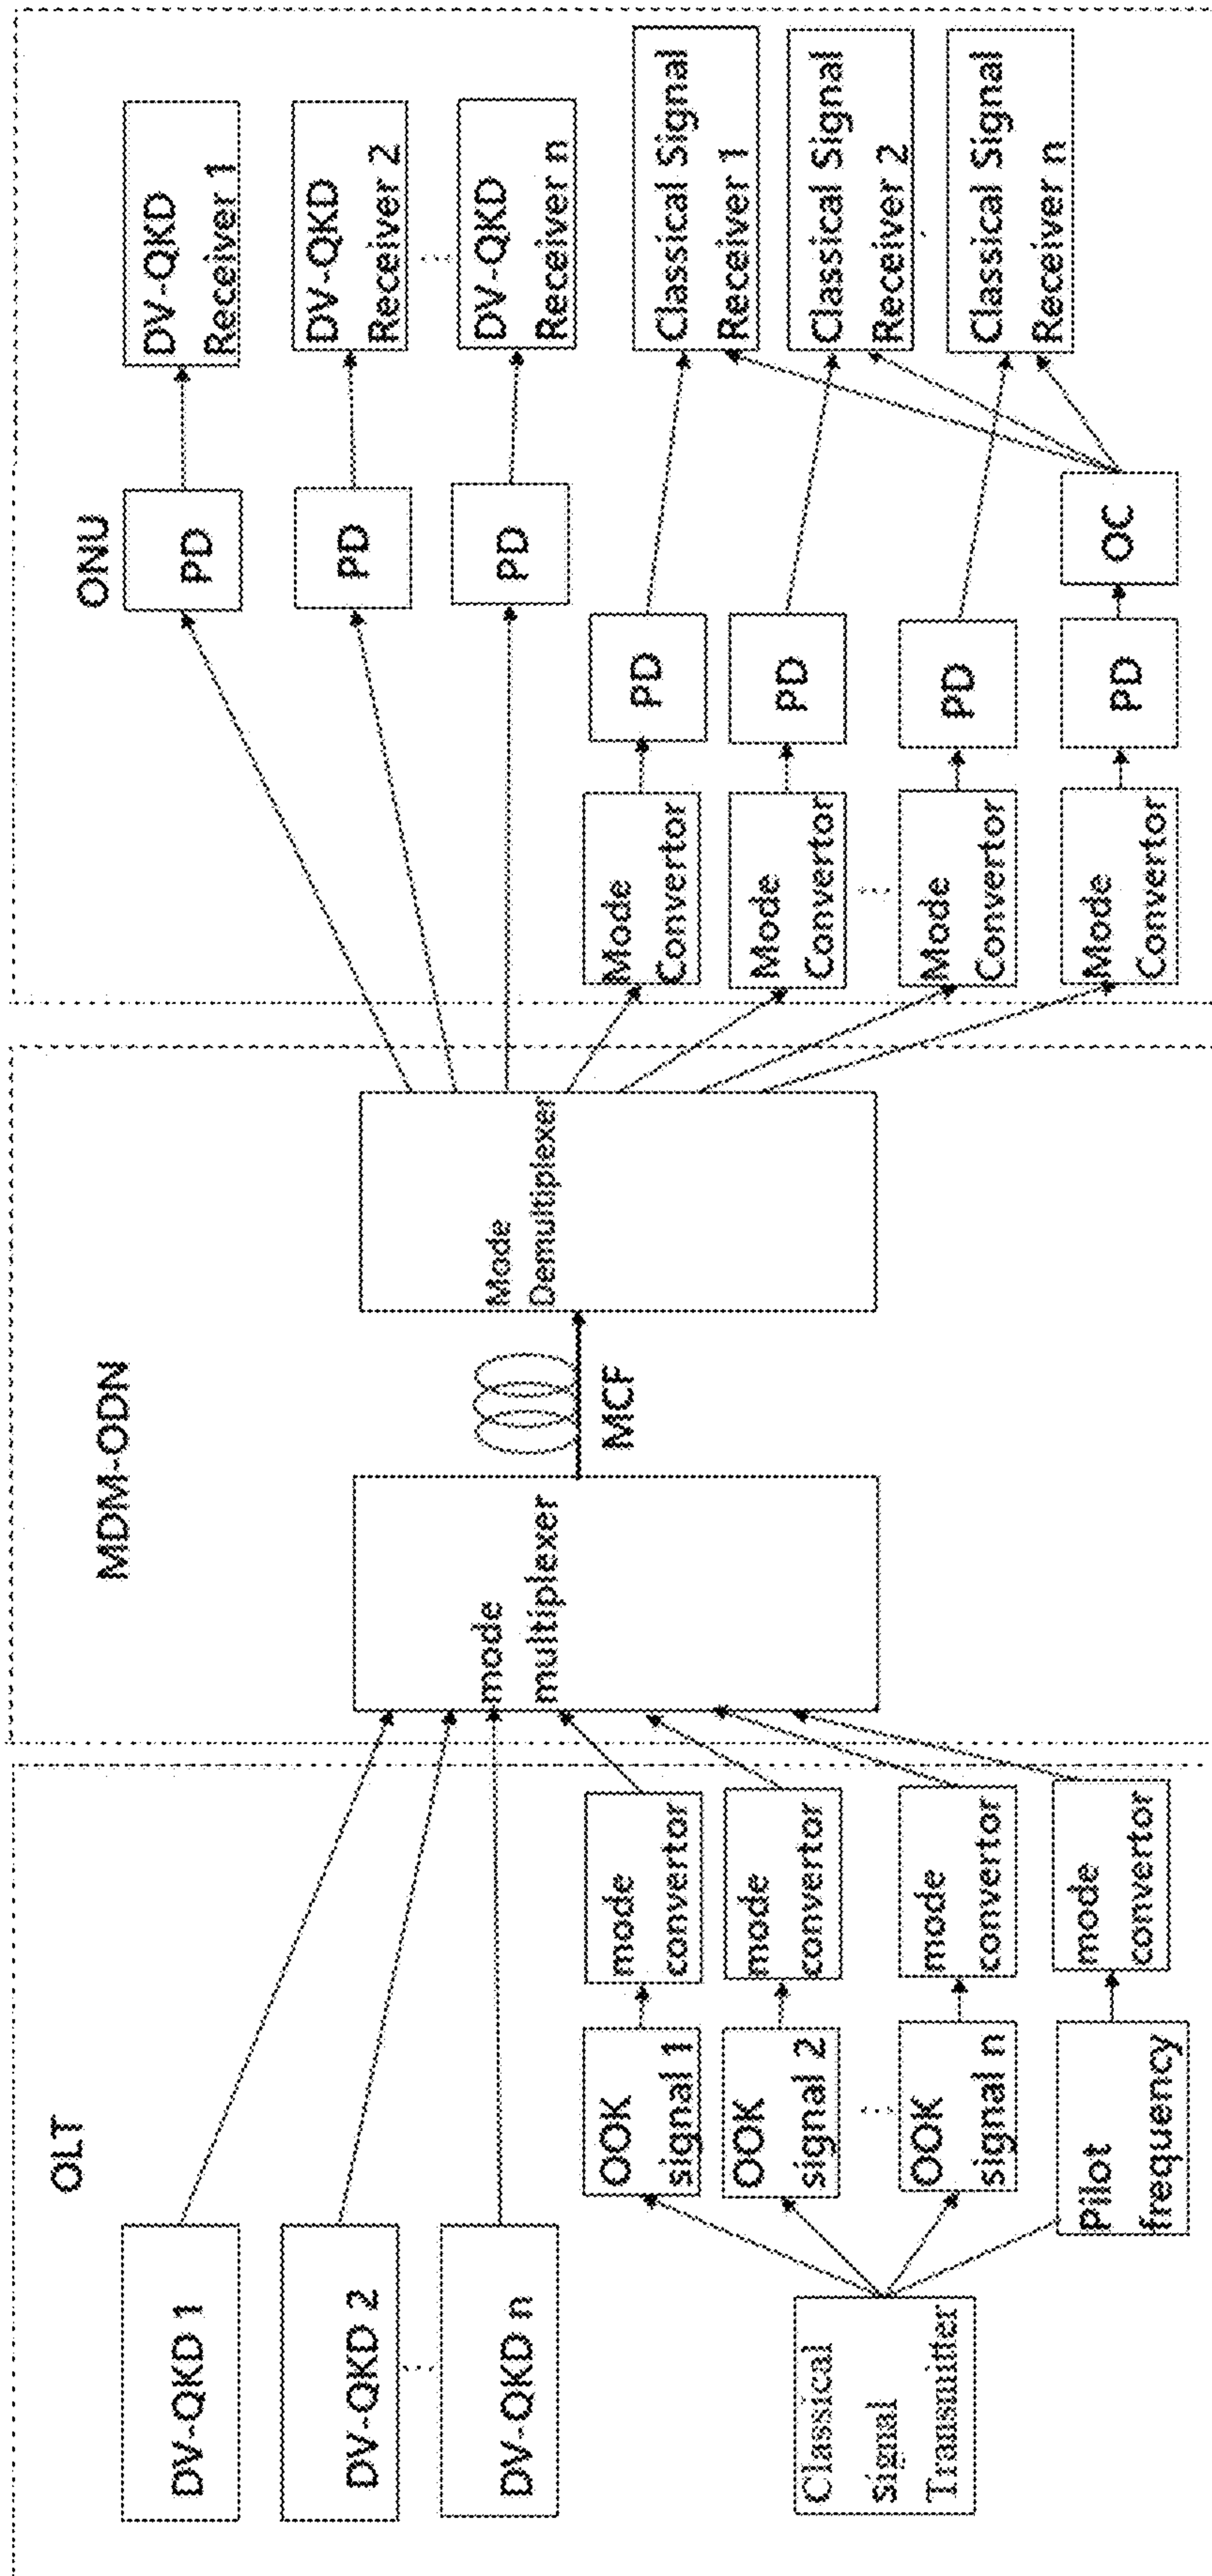 OLT
DV-QKD 1
DV-QKD 2
DV-QKD n
Classical
signal
Transmitter
OOK
signal 1
OOK
signal 2
OOK
signal n
Pilot
frequency
mode
convertor
mode
convertor
mode
convertor
mode
convertor
MDM-ODN
mode
multiplexer
MCF
Mode
Demultiplexer
ONU
PD
PD
PD
Mode
Convertor
Mode
Convertor
Mode
Convertor
Mode
Convertor
PD
PD
PD
PD
OC
DV-QKD
Receiver 1
DV-QKD
Receiver 2
DV-QKD
Receiver n
Classical Signal
Receiver 1
Classical Signal
Receiver 2
Classical Signal
Receiver n